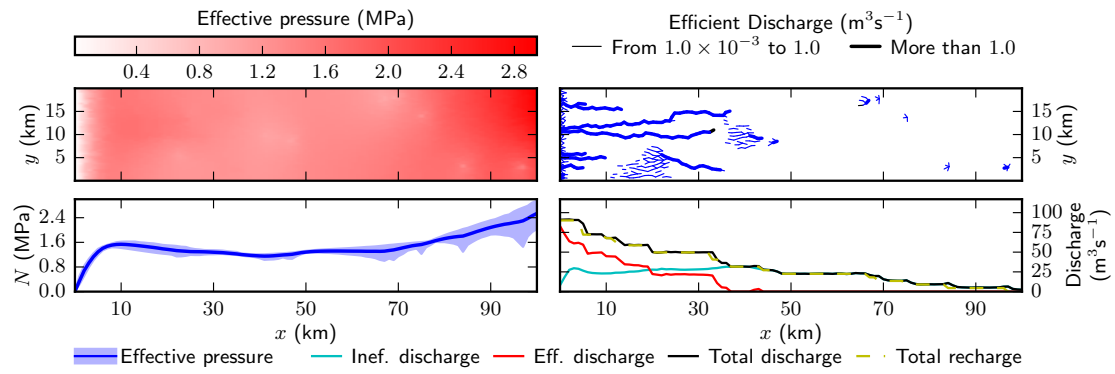 Effective pressure (MPa)
0.4 0.8 1.2 1.6 2.0 2.4 2.8
Efficient Discharge (m³s⁻¹)
From 1.0 × 10⁻³ to 1.0 More than 1.0
y (km)
15
10
5
15
10
5
y (km)
N (MPa)
2.4
1.6
0.8
0.0
10 30 50 70 90
x (km)
100
75
50
25
0
Discharge
(m³s⁻¹)
10 30 50 70 90
x (km)
Effective pressure Inef. discharge Eff. discharge Total discharge Total recharge